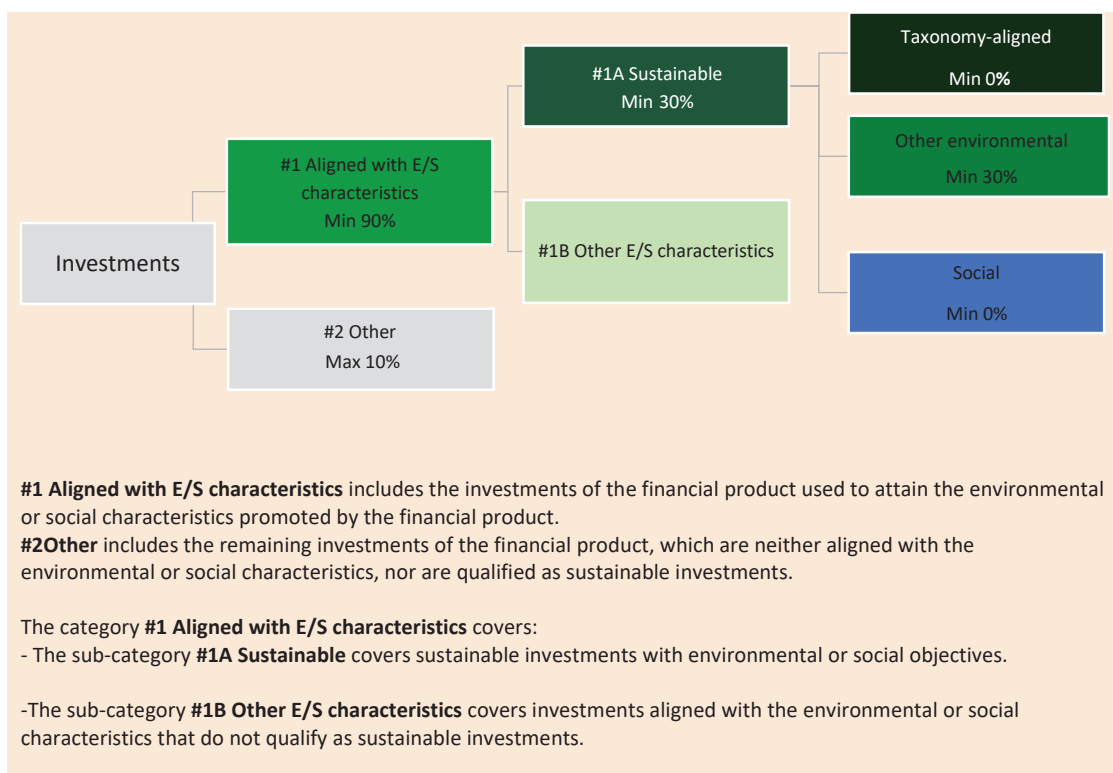 Taxonomy-aligned
Min 0%
#1A Sustainable
Min 30%
Other environmental
Min 30%
#1 Aligned with E/S
characteristics
Min 90%
#1B Other E/S characteristics
Investments
Social
Min 0%
#2 Other
Max 10%
#1 Aligned with E/S characteristics includes the investments of the financial product used to attain the environmental
or social characteristics promoted by the financial product.
#2Other includes the remaining investments of the financial product, which are neither aligned with the
environmental or social characteristics, nor are qualified as sustainable investments.
The category #1 Aligned with E/S characteristics covers:
- The sub-category #1A Sustainable covers sustainable investments with environmental or social objectives.
-The sub-category #1B Other E/S characteristics covers investments aligned with the environmental or social
characteristics that do not qualify as sustainable investments.